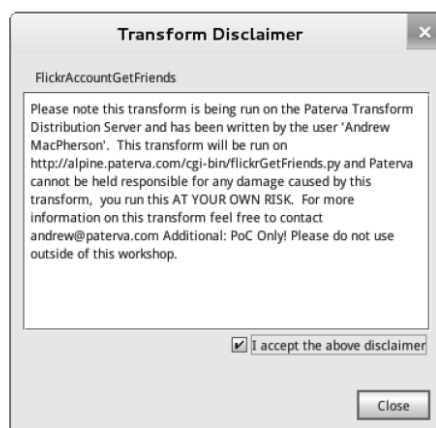 Transform Disclaimer
FlickrAccountGetFriends
Please note this transform is being run on the Paterva Transform
Distribution Server and has been written by the user 'Andrew
MacPherson'. This transform will be run on
http://alpine.paterva.com/cgi-bin/flickrGetFriends.py and Paterva
cannot be held responsible for any damage caused by this
transform, you run this AT YOUR OWN RISK. For more
information on this transform feel free to contact
andrew@paterva.com Additional: PoC Only! Please do not use
outside of this workshop.
I accept the above disclaimer
Close